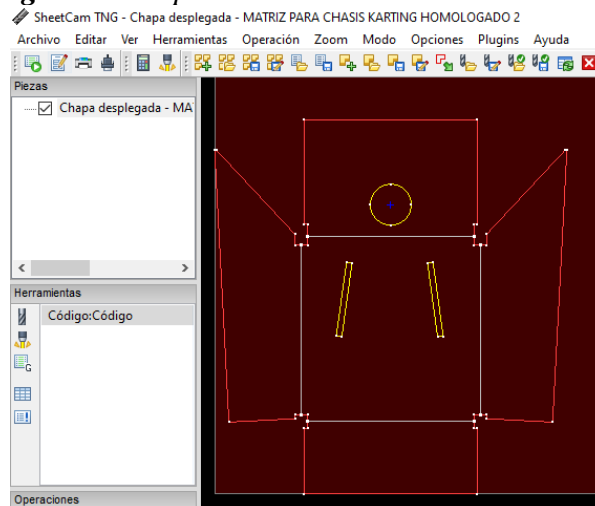 SheetCam TNG - Chapa desplegada - MATRIZ PARA CHASIS KARTING HOMOLOGADO 2
Archivo Editar Ver Herramientas Operación Zoom Modo Opciones Plugins Ayuda
Piezas
Chapa desplegada - MA
Herramientas
Código:Código
Operaciones